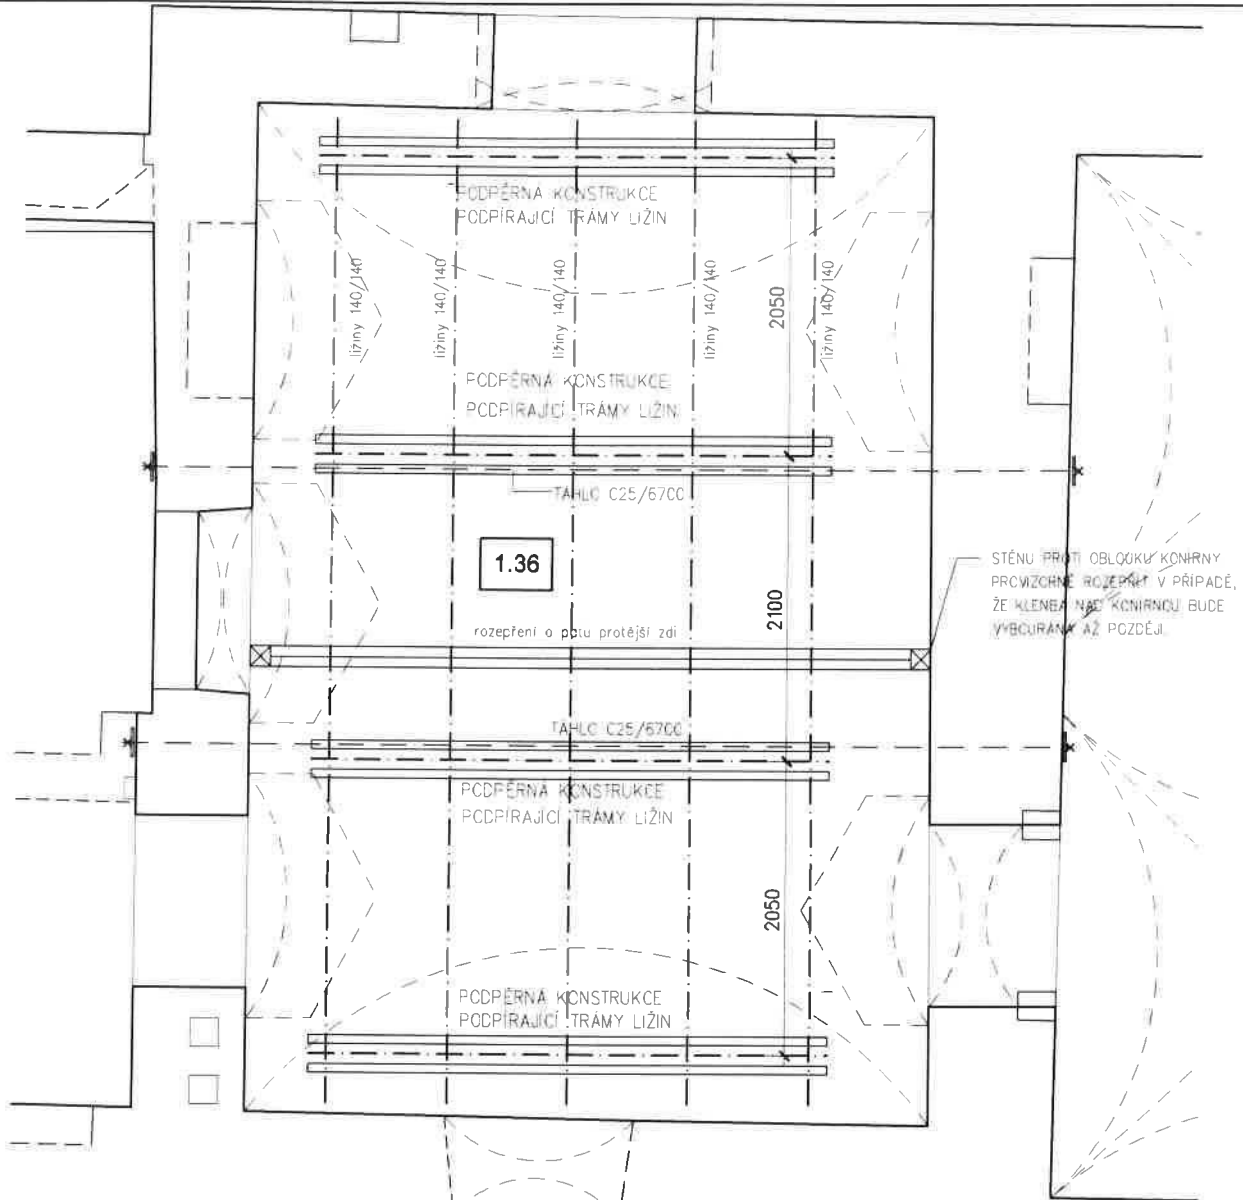 PODPĚRNÁ KONSTRUKCE
PODPÍRAJÍCÍ TRÁMY LIŽIN
ližiny 140/140
ližiny 140/140
ližiny 140/140
ližiny 140/140
ližiny 140/140
2050
PODPĚRNÁ KONSTRUKCE
PODPÍRAJÍCÍ TRÁMY LIŽIN
TÁHLO C25/6700
1.36
STĚNU PROTI OBLOUKU KONÍRNY
PROVIZORNĚ ROZEPŘÍT V PŘÍPADĚ,
ŽE KLENBA NAD KONÍRNOU BUDE
VYBOURÁNA AŽ POZDĚJI.
2100
rozepření o patu protější zdi
TÁHLO C25/6700
PODPĚRNÁ KONSTRUKCE
PODPÍRAJÍCÍ TRÁMY LIŽIN
2050
PODPĚRNÁ KONSTRUKCE
PODPÍRAJÍCÍ TRÁMY LIŽIN